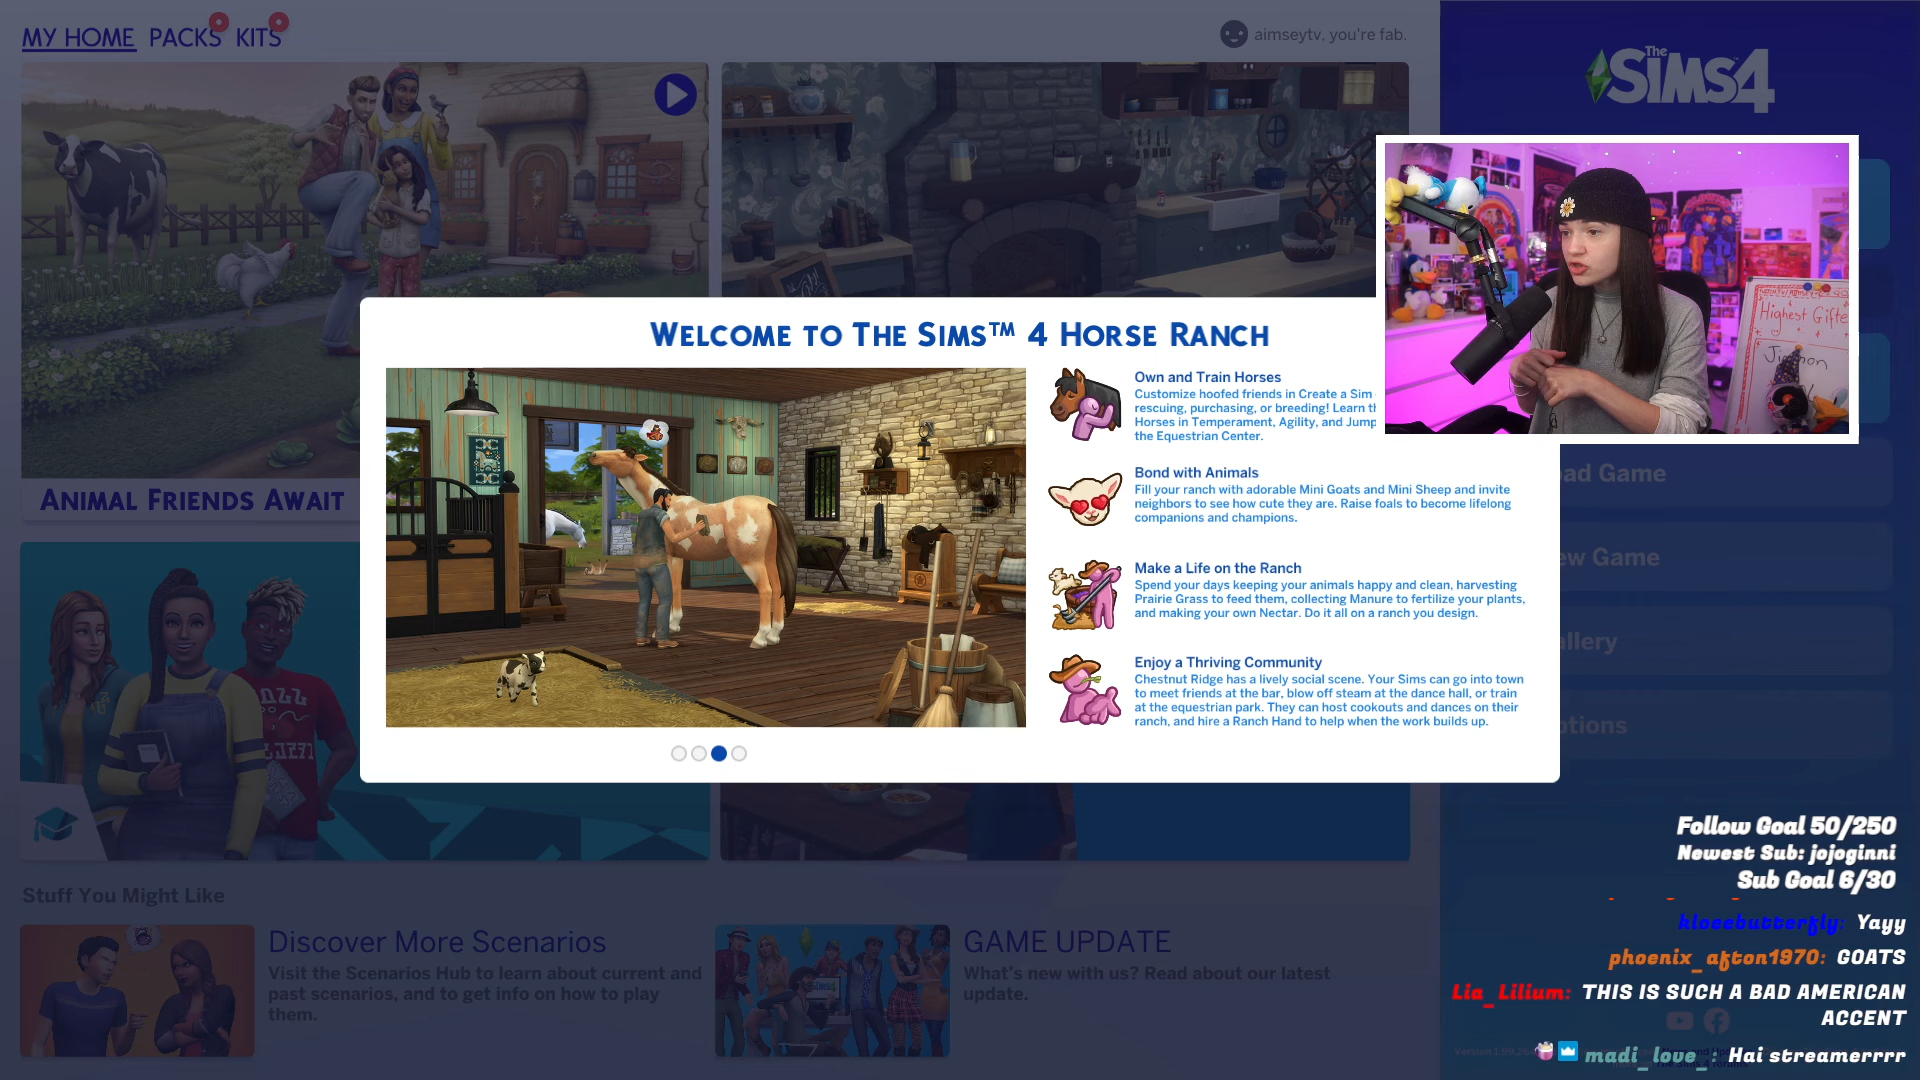 MY HOME PACKS KITS
aimseytv, you're fab.
The SIMS 4
ANIMAL FRIENDS AWAIT
WELCOME TO THE SIMS™ 4 HORSE RANCH
Own and Train Horses
Customize hoofed friends in Create a Sim
rescuing, purchasing, or breeding! Learn
Horses in Temperament, Agility, and Jump
the Equestrian Center.
Bond with Animals
Fill your ranch with adorable Mini Goats and Mini Sheep and invite
neighbors to see how cute they are. Raise foals to become lifelong
companions and champions.
Make a Life on the Ranch
Spend your days keeping your animals happy and clean, harvesting
Prairie Grass to feed them, collecting Manure to fertilize your plants,
and making your own Nectar. Do it all on a ranch you design.
Enjoy a Thriving Community
Chestnut Ridge has a lively social scene. Your Sims can go into town
to meet friends at the bar, blow off steam at the dance hall, or train
at the equestrian park. They can host cookouts and dances on their
ranch, and hire a Ranch Hand to help when the work builds up.
Highest Gifte
ad Game
ew Game
allery
ptions
Stuff You Might Like
Discover More Scenarios
Visit the Scenarios Hub to learn about current and
past scenarios, and to get info on how to play
them.
GAME UPDATE
What's new with us? Read about our latest
update.
Follow Goal 50/250
Newest Sub: jojoginni
Sub Goal 6/30
klosebutterfly: Yayy
phoenix_afton1970: GOATS
Lia_Lilium: THIS IS SUCH A BAD AMERICAN
ACCENT
madi_love_: Hai streamerrrr